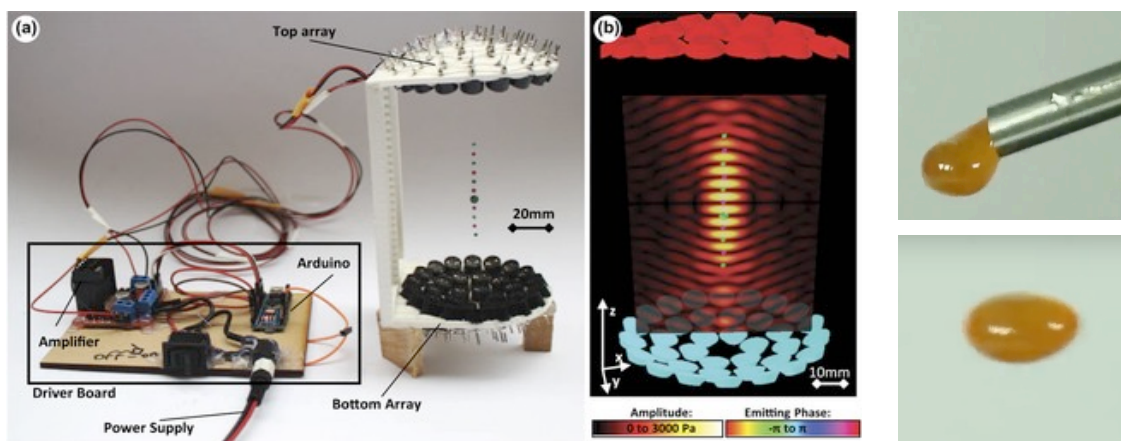 (a)
Top array
20mm
Arduino
Amplifier
Driver Board
Power Supply
Bottom Array
(b)
z
x
y
10mm
Amplitude:
0 to 3000 Pa
Emitting Phase:
-π to π